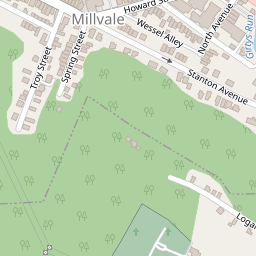 Howard St
Millvale
Wessel Alley
North Avenue
Girtys Run
Spring Street
Troy Street
Stanton Avenue
Logan